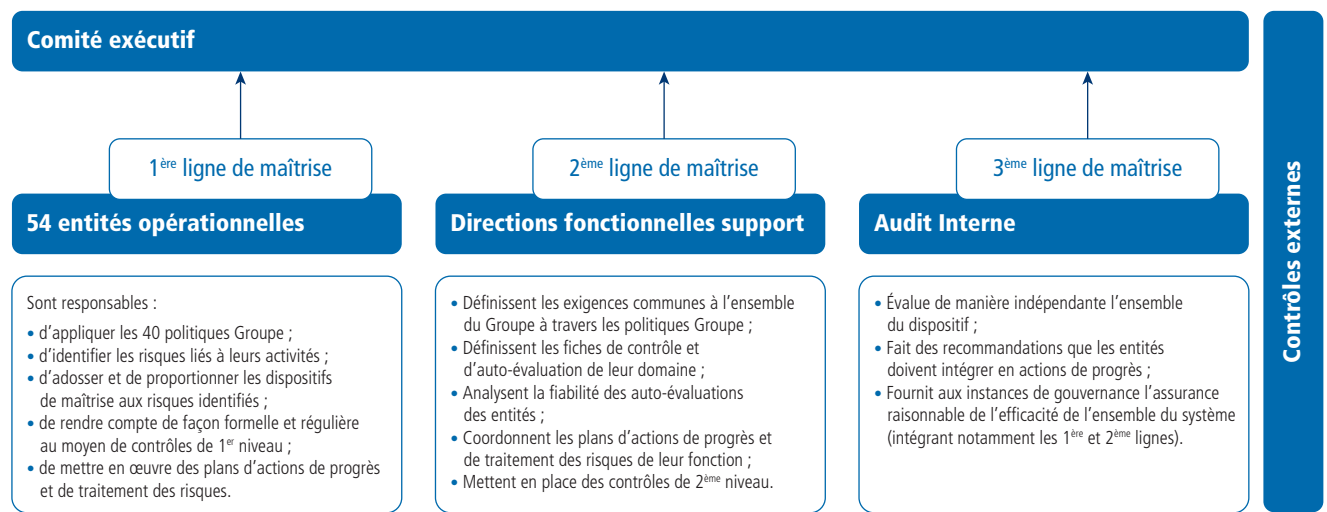 Comité exécutif
1ère ligne de maîtrise
54 entités opérationnelles
Sont responsables :
• d'appliquer les 40 politiques Groupe ;
• d'identifier les risques liés à leurs activités ;
• d'adosser et de proportionner les dispositifs
de maîtrise aux risques identifiés ;
• de rendre compte de façon formelle et régulière
au moyen de contrôles de 1er niveau ;
• de mettre en œuvre des plans d'actions de progrès
et de traitement des risques.
2ème ligne de maîtrise
Directions fonctionnelles support
• Définissent les exigences communes à l'ensemble
du Groupe à travers les politiques Groupe ;
• Définissent les fiches de contrôle et
d'auto-évaluation de leur domaine ;
• Analysent la fiabilité des auto-évaluations
des entités ;
• Coordonnent les plans d'actions de progrès et
de traitement des risques de leur fonction ;
• Mettent en place des contrôles de 2ème niveau.
3ème ligne de maîtrise
Audit Interne
• Évalue de manière indépendante l'ensemble
du dispositif ;
• Fait des recommandations que les entités
doivent intégrer en actions de progrès ;
• Fournit aux instances de gouvernance l'assurance
raisonnable de l'efficacité de l'ensemble du système
(intégrant notamment les 1ère et 2ème lignes).
Contrôles externes